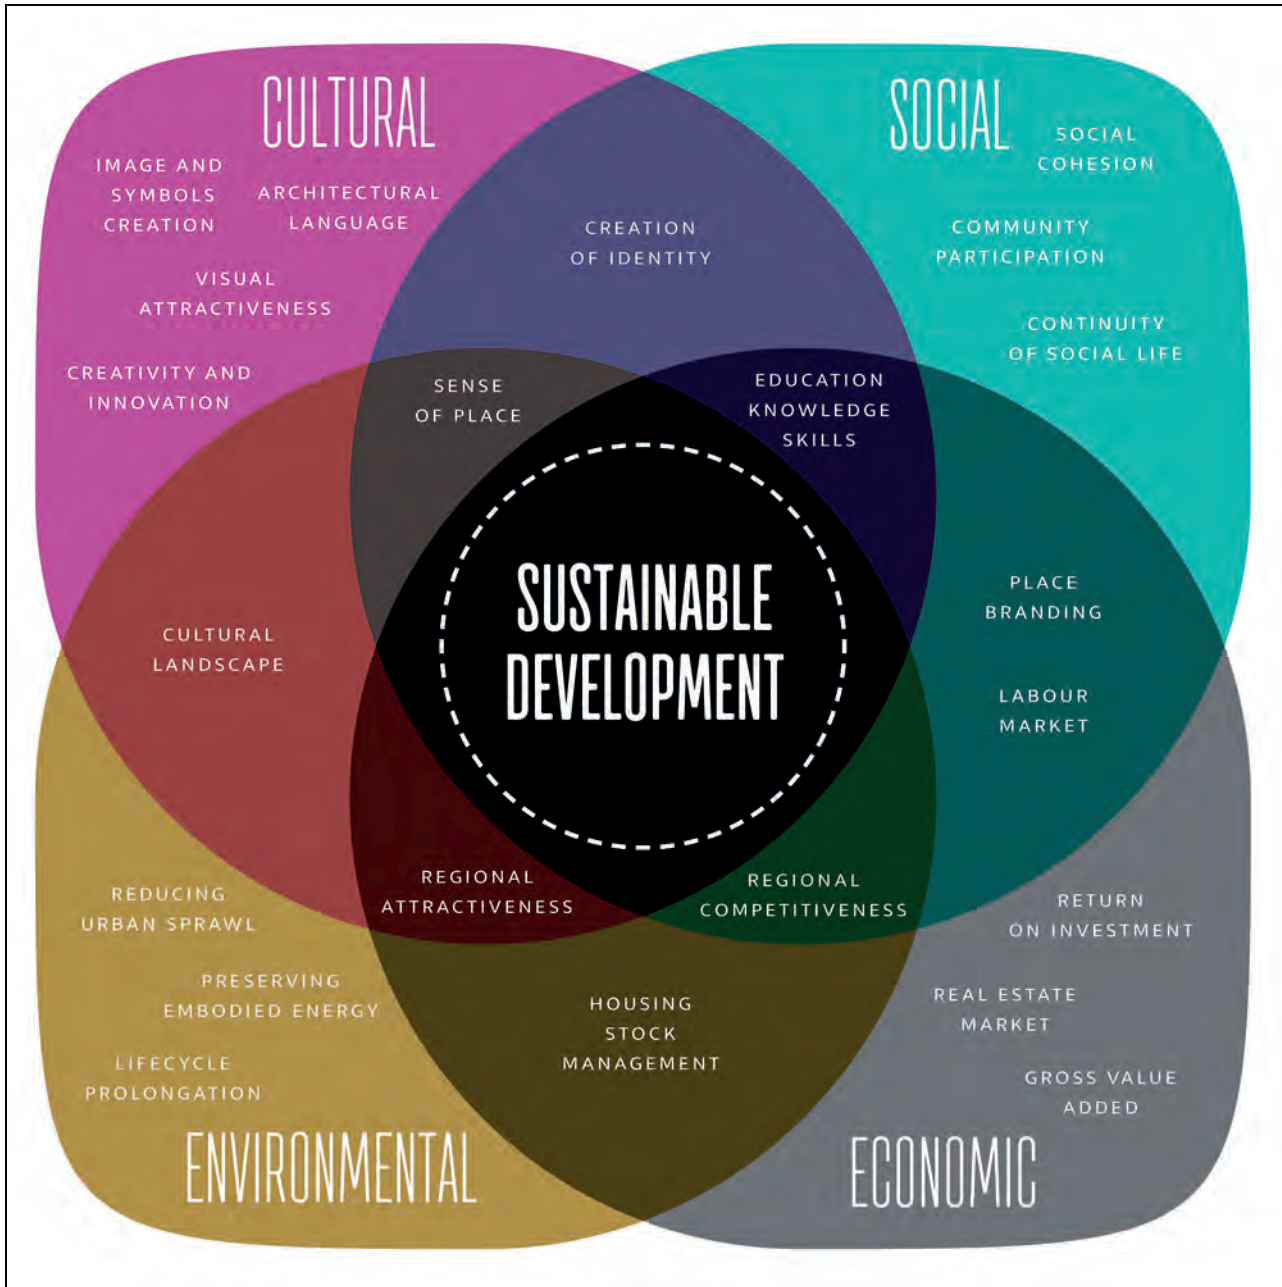 CULTURAL
IMAGE AND
SYMBOLS
CREATION
ARCHITECTURAL
LANGUAGE
VISUAL
ATTRACTIVENESS
CREATIVITY AND
INNOVATION
CREATION
OF IDENTITY
SOCIAL
SOCIAL
COHESION
COMMUNITY
PARTICIPATION
CONTINUITY
OF SOCIAL LIFE
SENSE
OF PLACE
EDUCATION
KNOWLEDGE
SKILLS
CULTURAL
LANDSCAPE
SUSTAINABLE
DEVELOPMENT
PLACE
BRANDING
LABOUR
MARKET
REGIONAL
ATTRACTIVENESS
REGIONAL
COMPETITIVENESS
REDUCING
URBAN SPRAWL
PRESERVING
EMBODIED ENERGY
LIFECYCLE
PROLONGATION
ENVIRONMENTAL
HOUSING
STOCK
MANAGEMENT
RETURN
ON INVESTMENT
REAL ESTATE
MARKET
GROSS VALUE
ADDED
ECONOMIC